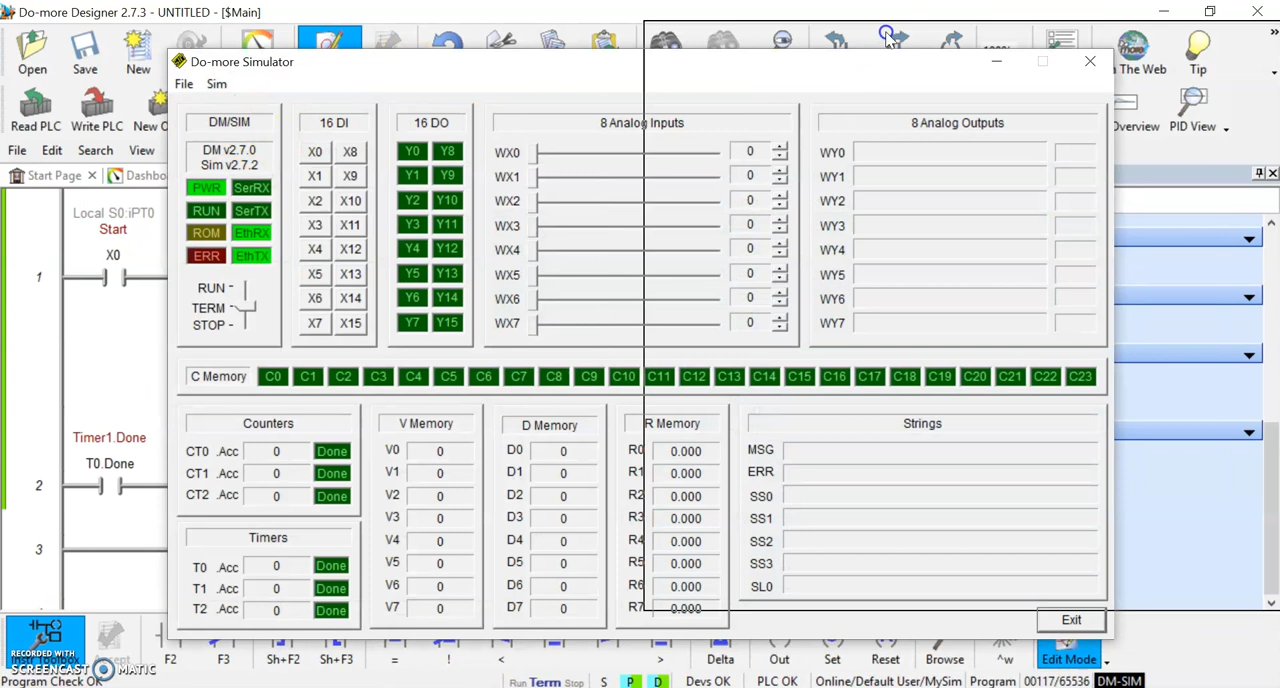 Do-more Designer 2.7.3 - UNTITLED - [$Main]
Open
Save
New
The Web
Tip
Read PLC
Write PLC
New
Overview
PID View
File
Edit
Search
View
Start Page
Local S0:iPT0
Start
X0
1
Timer1.Done
T0.Done
2
3
Do-more Simulator
File
Sim
DM/SIM
DM v2.7.0
Sim v2.7.2
PWR
SerRX
RUN
SerTX
ROM
EthRX
ERR
EthTX
RUN -
TERM -
STOP -
16 DI
X0 X8
X1 X9
X2 X10
X3 X11
X4 X12
X5 X13
X6 X14
X7 X15
16 DO
Y0 Y8
Y1 Y9
Y2 Y10
Y3 Y11
Y4 Y12
Y5 Y13
Y6 Y14
Y7 Y15
8 Analog Inputs
WX0 0
WX1 0
WX2 0
WX3 0
WX4 0
WX5 0
WX6 0
WX7 0
8 Analog Outputs
WY0
WY1
WY2
WY3
WY4
WY5
WY6
WY7
C Memory C0 C1 C2 C3 C4 C5 C6 C7 C8 C9 C10 C11 C12 C13 C14 C15 C16 C17 C18 C19 C20 C21 C22 C23
Counters
CT0 .Acc 0 Done
CT1 .Acc 0 Done
CT2 .Acc 0 Done
Timers
T0 .Acc 0 Done
T1 .Acc 0 Done
T2 .Acc 0 Done
V Memory
V0 0
V1 0
V2 0
V3 0
V4 0
V5 0
V6 0
V7 0
D Memory
D0 0
D1 0
D2 0
D3 0
D4 0
D5 0
D6 0
D7 0
R Memory
R0 0.000
R1 0.000
R2 0.000
R3 0.000
R4 0.000
R5 0.000
R6 0.000
R7 0.000
Strings
MSG
ERR
SS0
SS1
SS2
SS3
SL0
Exit
F2
F3
Sh+F2
Sh+F3
=
!
<
>
Delta
Out
Set
Reset
Browse
^w
Edit Mode
RECORDED WITH
SCREENCAST MATIC
Program Check OK
Run Term Stop
S
P
D
Devs OK
PLC OK
Online/Default User/MySim
Program
00117/65536
DM-SIM